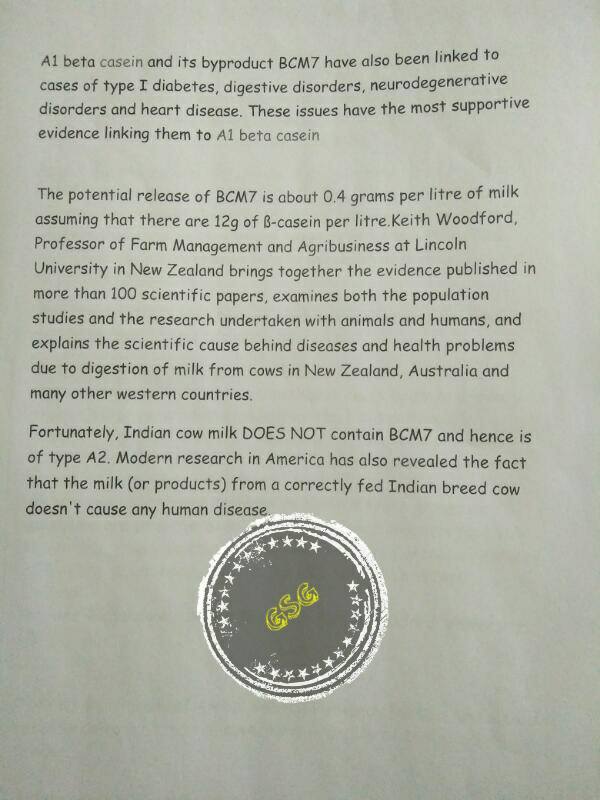 A1 beta casein and its byproduct BCM7 have also been linked to
cases of type I diabetes, digestive disorders, neurodegenerative
disorders and heart disease. These issues have the most supportive
evidence linking them to A1 beta casein
The potential release of BCM7 is about 0.4 grams per litre of milk
assuming that there are 12g of ß-casein per litre.Keith Woodford,
Professor of Farm Management and Agribusiness at Lincoln
University in New Zealand brings together the evidence published in
more than 100 scientific papers, examines both the population
studies and the research undertaken with animals and humans, and
explains the scientific cause behind diseases and health problems
due to digestion of milk from cows in New Zealand, Australia and
many other western countries.
Fortunately, Indian cow milk DOES NOT contain BCM7 and hence is
of type A2. Modern research in America has also revealed the fact
that the milk (or products) from a correctly fed Indian breed cow
doesn't cause any human disease
GSG